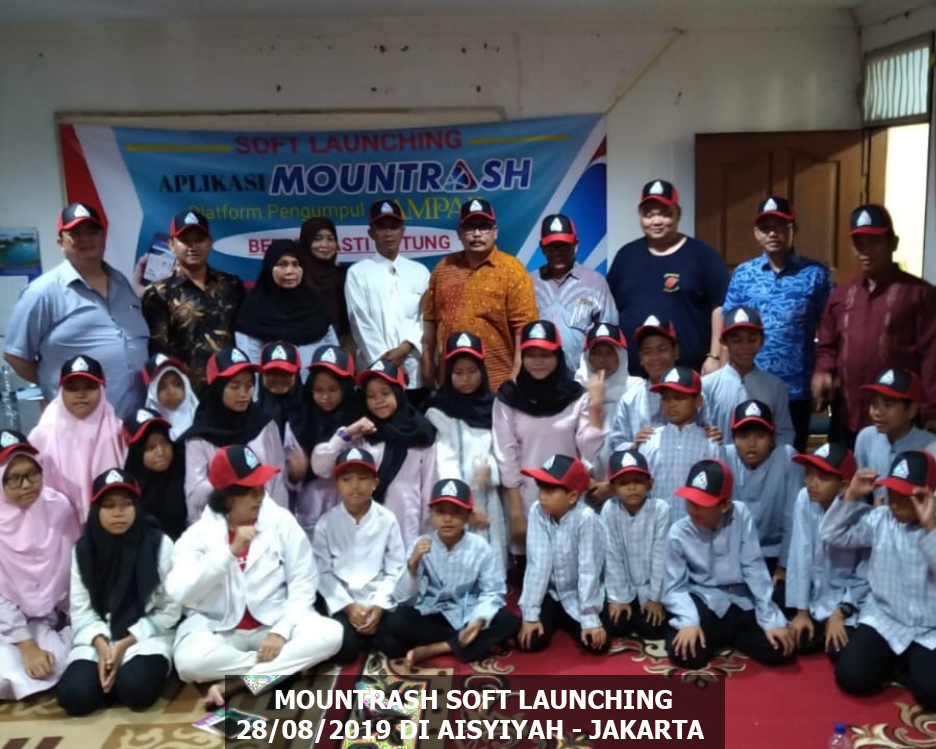 SOFT LAUNCHING
APLIKASI MOUNTRASH
Platform Pengumpul
MOUNTRASH SOFT LAUNCHING
28/08/2019 DI AISYIYAH - JAKARTA